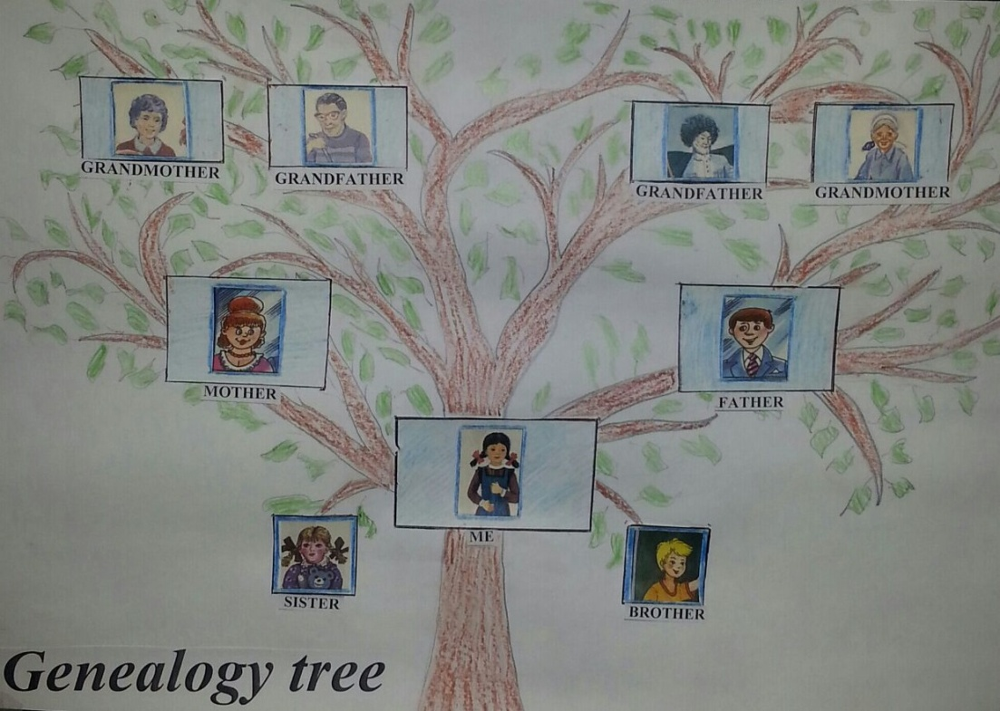 GRANDMOTHER
GRANDFATHER
GRANDFATHER
GRANDMOTHER
MOTHER
FATHER
ME
SISTER
BROTHER
Genealogy tree